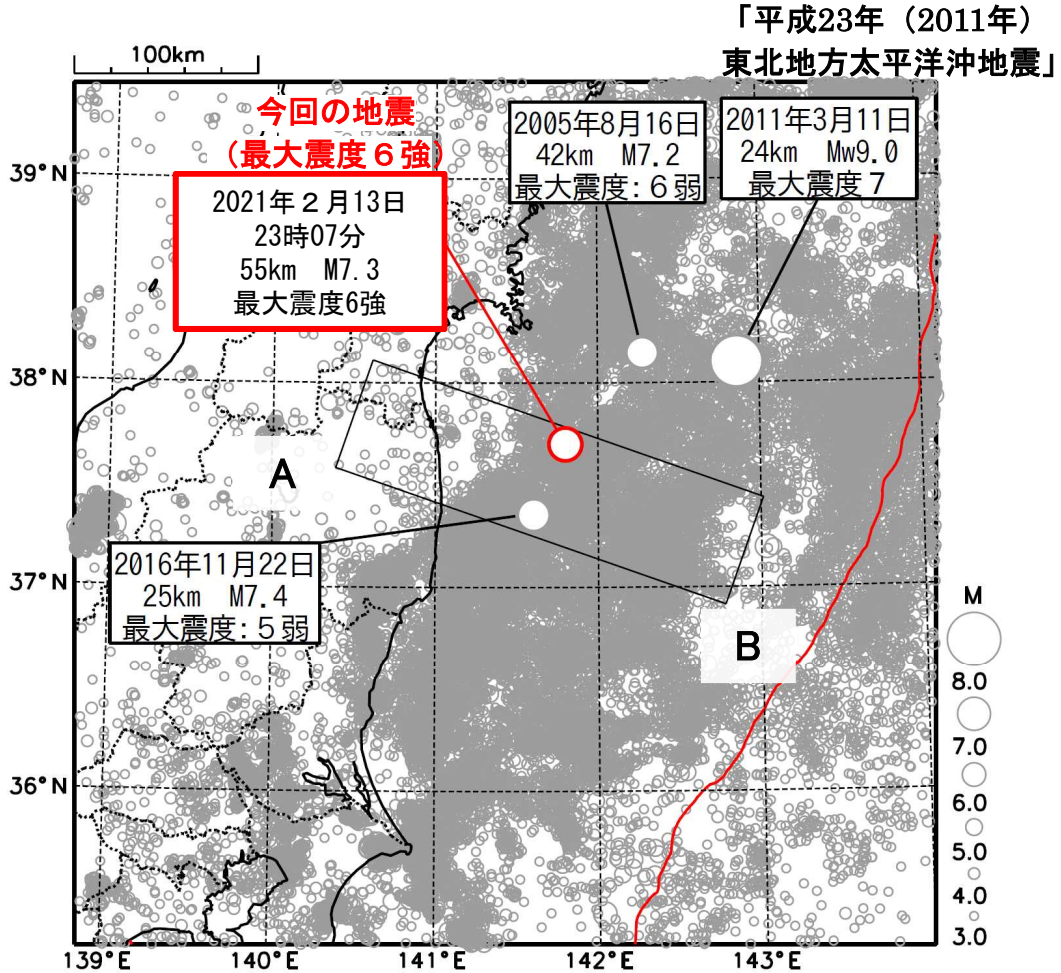 「平成23年（2011年）
東北地方太平洋沖地震」
100km
今回の地震
（最大震度６強）
2021年２月13日
23時07分
55km M7.3
最大震度6強
2005年8月16日
42km M7.2
最大震度:６弱
2011年3月11日
24km Mw9.0
最大震度７
39°N
38°N
A
2016年11月22日
25km M7.4
最大震度:５弱
37°N
B
36°N
M
8.0
7.0
6.0
5.0
4.0
3.0
139°E
140°E
141°E
142°E
143°E